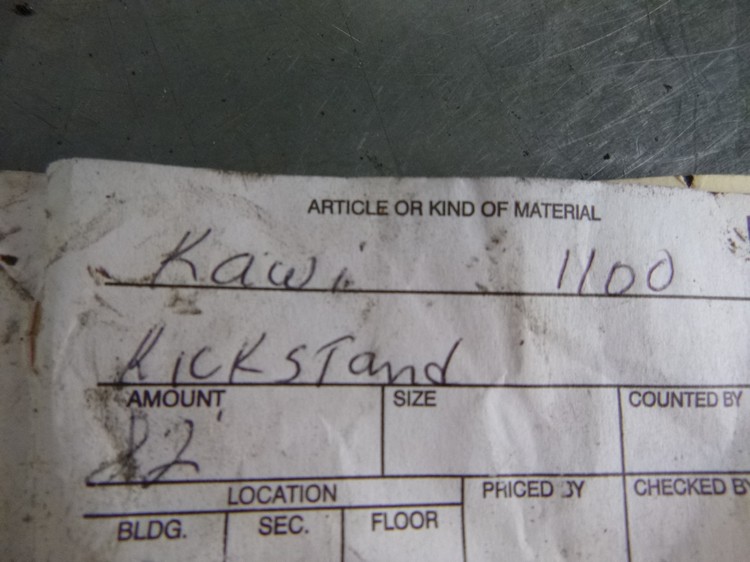 ARTICLE OR KIND OF MATERIAL
Kawi 1100
Kickstand
AMOUNT SIZE COUNTED BY
82
LOCATION PRICED BY CHECKED BY
BLDG. SEC. FLOOR